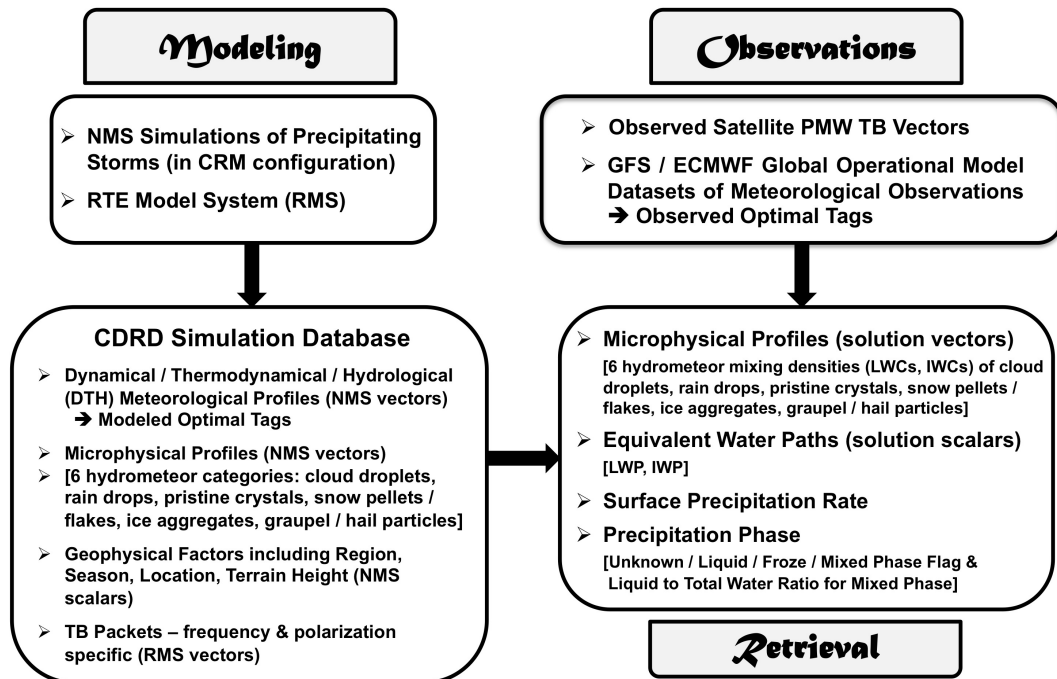 Modeling
➢ NMS Simulations of Precipitating
Storms (in CRM configuration)
➢ RTE Model System (RMS)
CDRD Simulation Database
➢ Dynamical / Thermodynamical / Hydrological
(DTH) Meteorological Profiles (NMS vectors)
➔ Modeled Optimal Tags
➢ Microphysical Profiles (NMS vectors)
➢ [6 hydrometeor categories: cloud droplets,
rain drops, pristine crystals, snow pellets /
flakes, ice aggregates, graupel / hail particles]
➢ Geophysical Factors including Region,
Season, Location, Terrain Height (NMS
scalars)
➢ TB Packets – frequency & polarization
specific (RMS vectors)
Observations
➢ Observed Satellite PMW TB Vectors
➢ GFS / ECMWF Global Operational Model
Datasets of Meteorological Observations
➔ Observed Optimal Tags
➢ Microphysical Profiles (solution vectors)
[6 hydrometeor mixing densities (LWCs, IWCs) of cloud
droplets, rain drops, pristine crystals, snow pellets /
flakes, ice aggregates, graupel / hail particles]
➢ Equivalent Water Paths (solution scalars)
[LWP, IWP]
➢ Surface Precipitation Rate
➢ Precipitation Phase
[Unknown / Liquid / Froze / Mixed Phase Flag &
Liquid to Total Water Ratio for Mixed Phase]
Retrieval